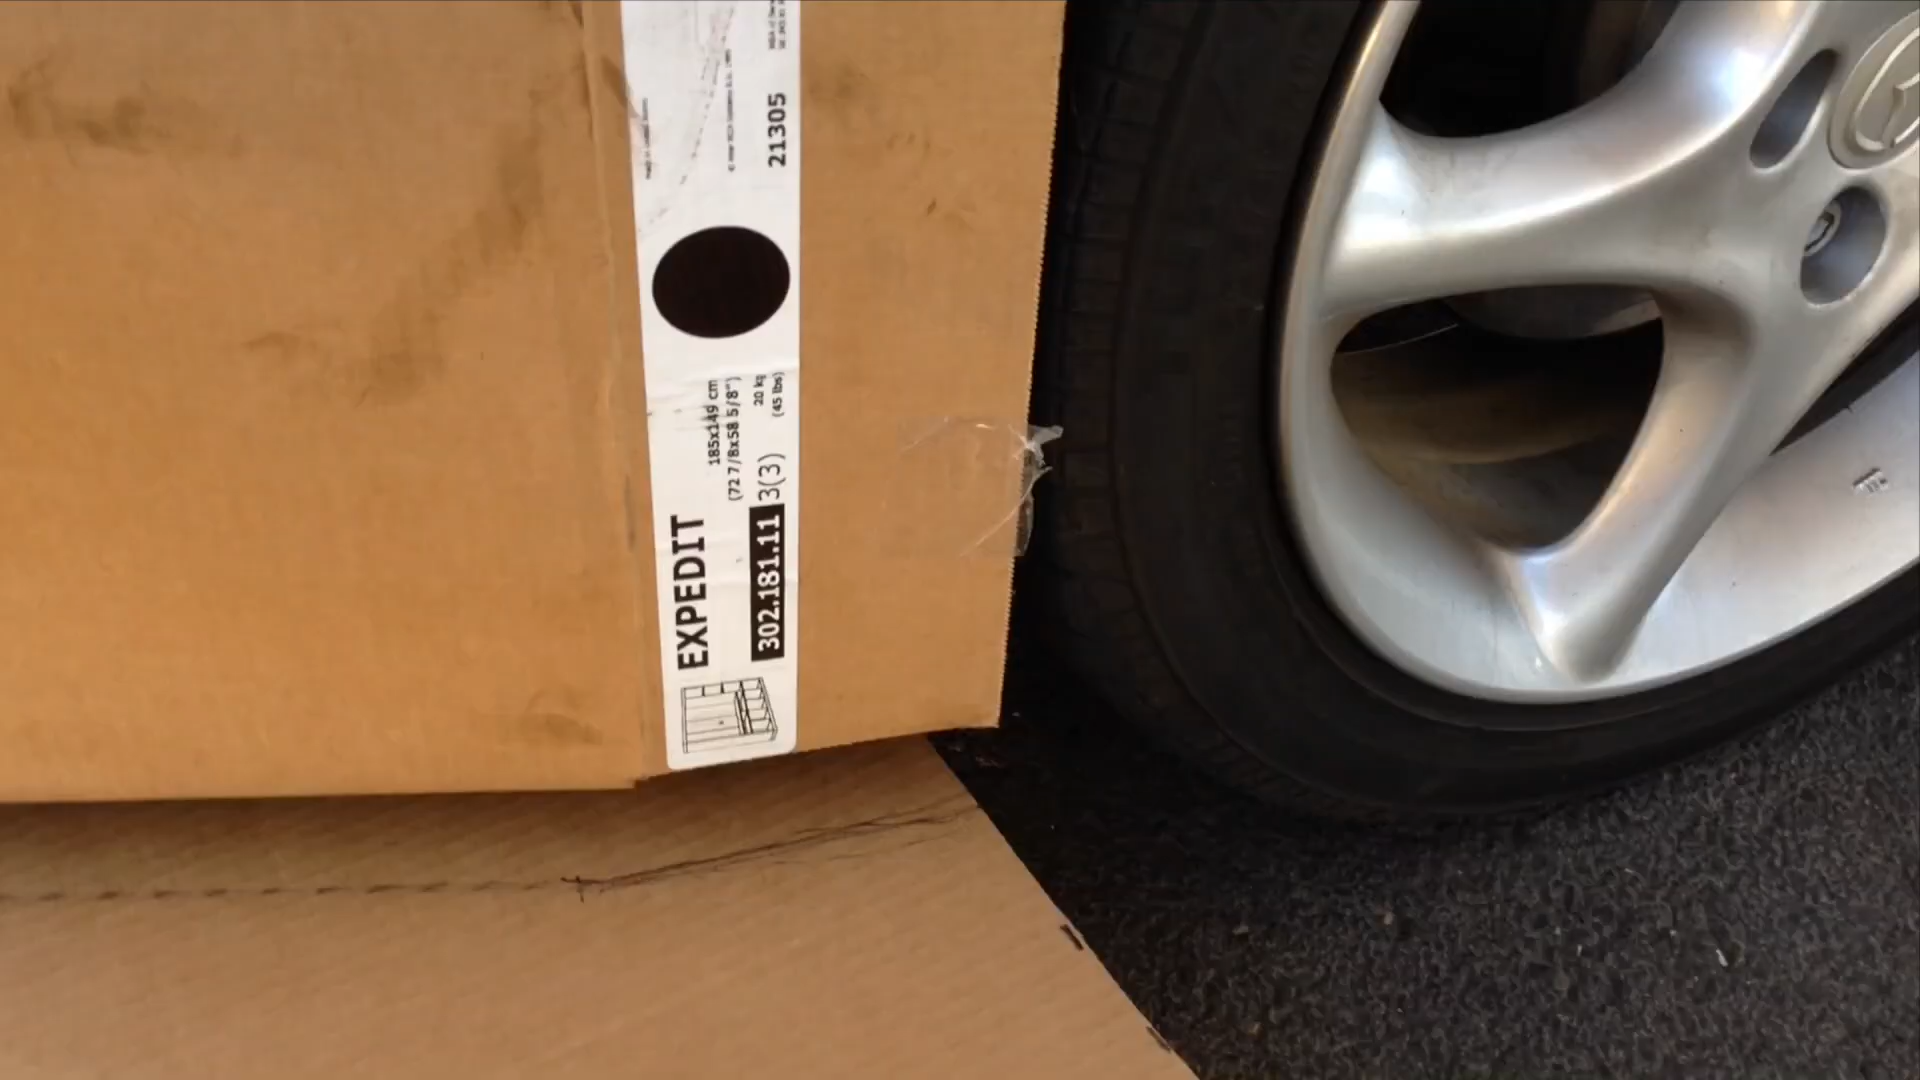 EXPEDIT
302.181.11 3(3)
185x149 cm
(72 7/8x58 5/8")
20 kg
(45 lbs)
21305